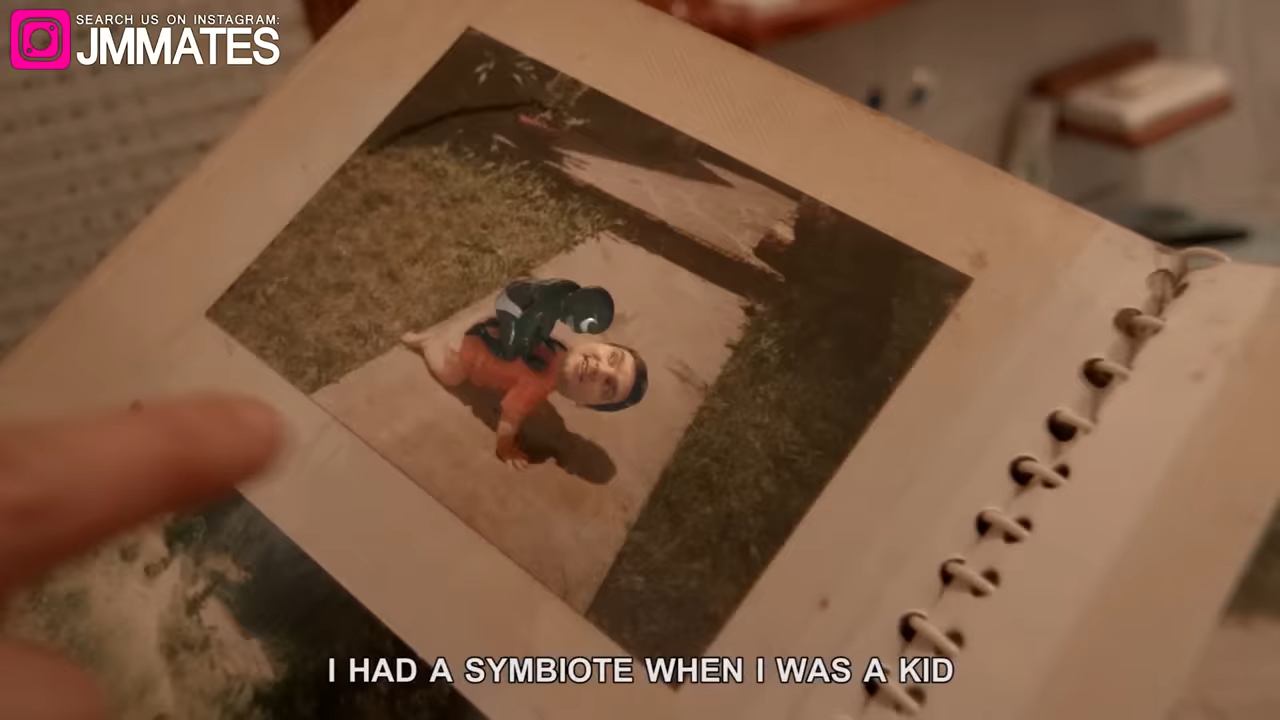 SEARCH US ON INSTAGRAM:
JMMATES
I HAD A SYMBIOTE WHEN I WAS A KID